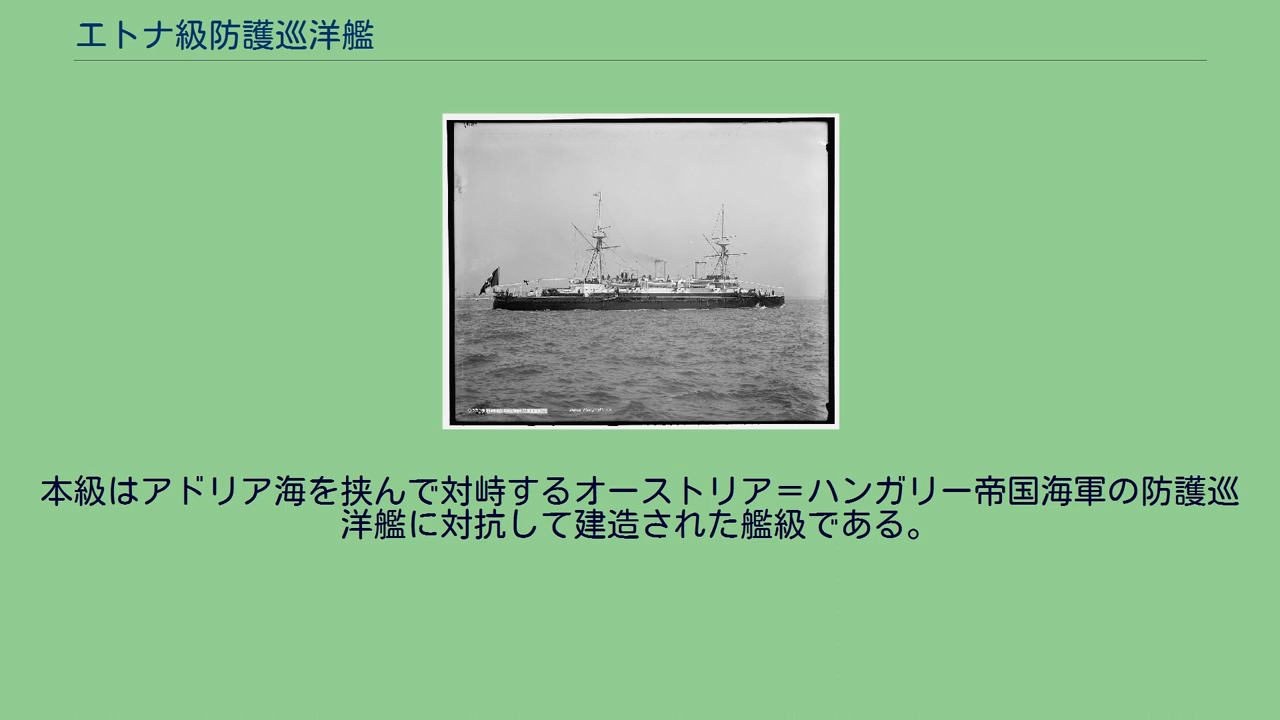 エトナ級防護巡洋艦
本級はアドリア海を挟んで対峙するオーストリア＝ハンガリー帝国海軍の防護巡
洋艦に対抗して建造された艦級である。